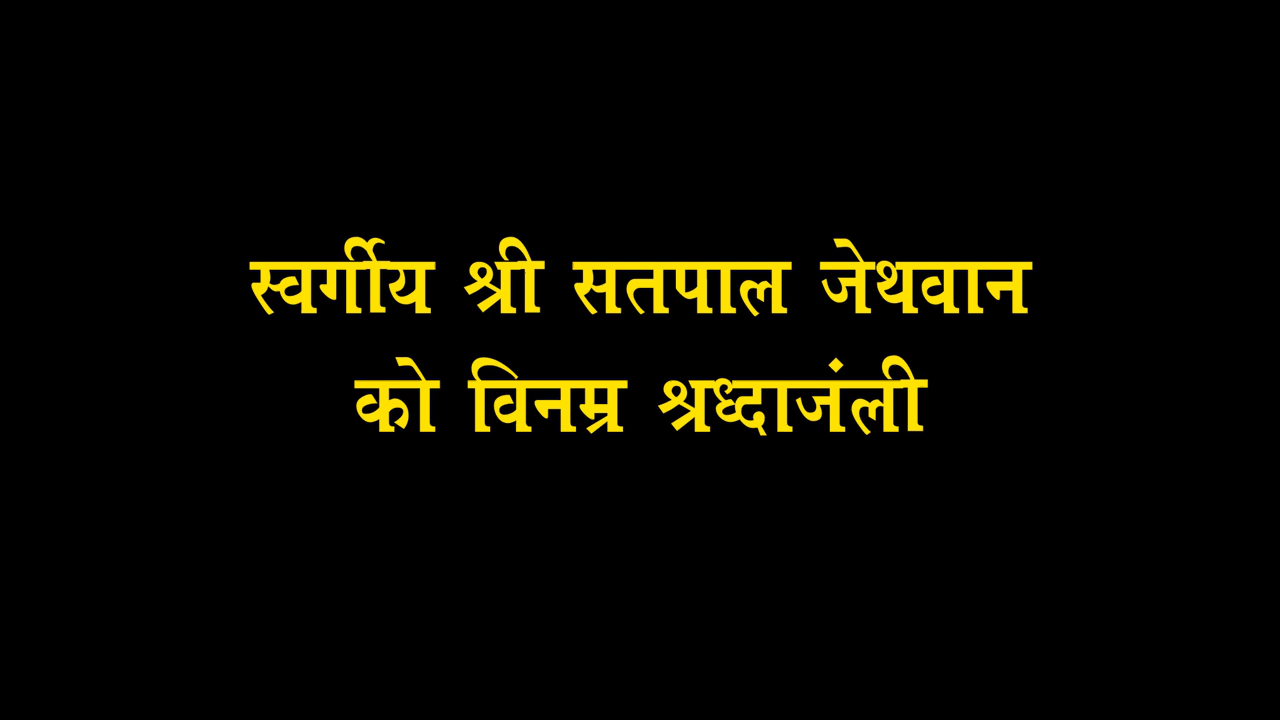 स्वर्गीय श्री सतपाल जेथवान
को विनम्र श्रध्दाजंली